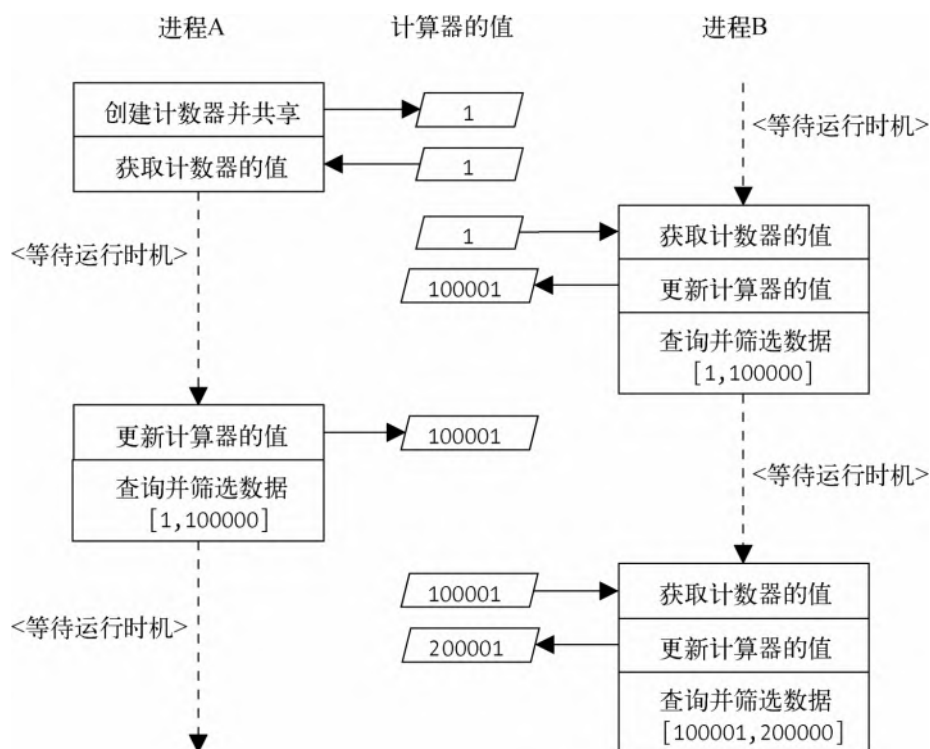 进程A 计算器的值 进程B
创建计数器并共享
1
<等待运行时机>
获取计数器的值
1
<等待运行时机>
1
获取计数器的值
100001
更新计算器的值
查询并筛选数据
[1,100000]
更新计算器的值
100001
<等待运行时机>
查询并筛选数据
[1,100000]
100001
获取计数器的值
<等待运行时机>
200001
更新计算器的值
查询并筛选数据
[100001,200000]